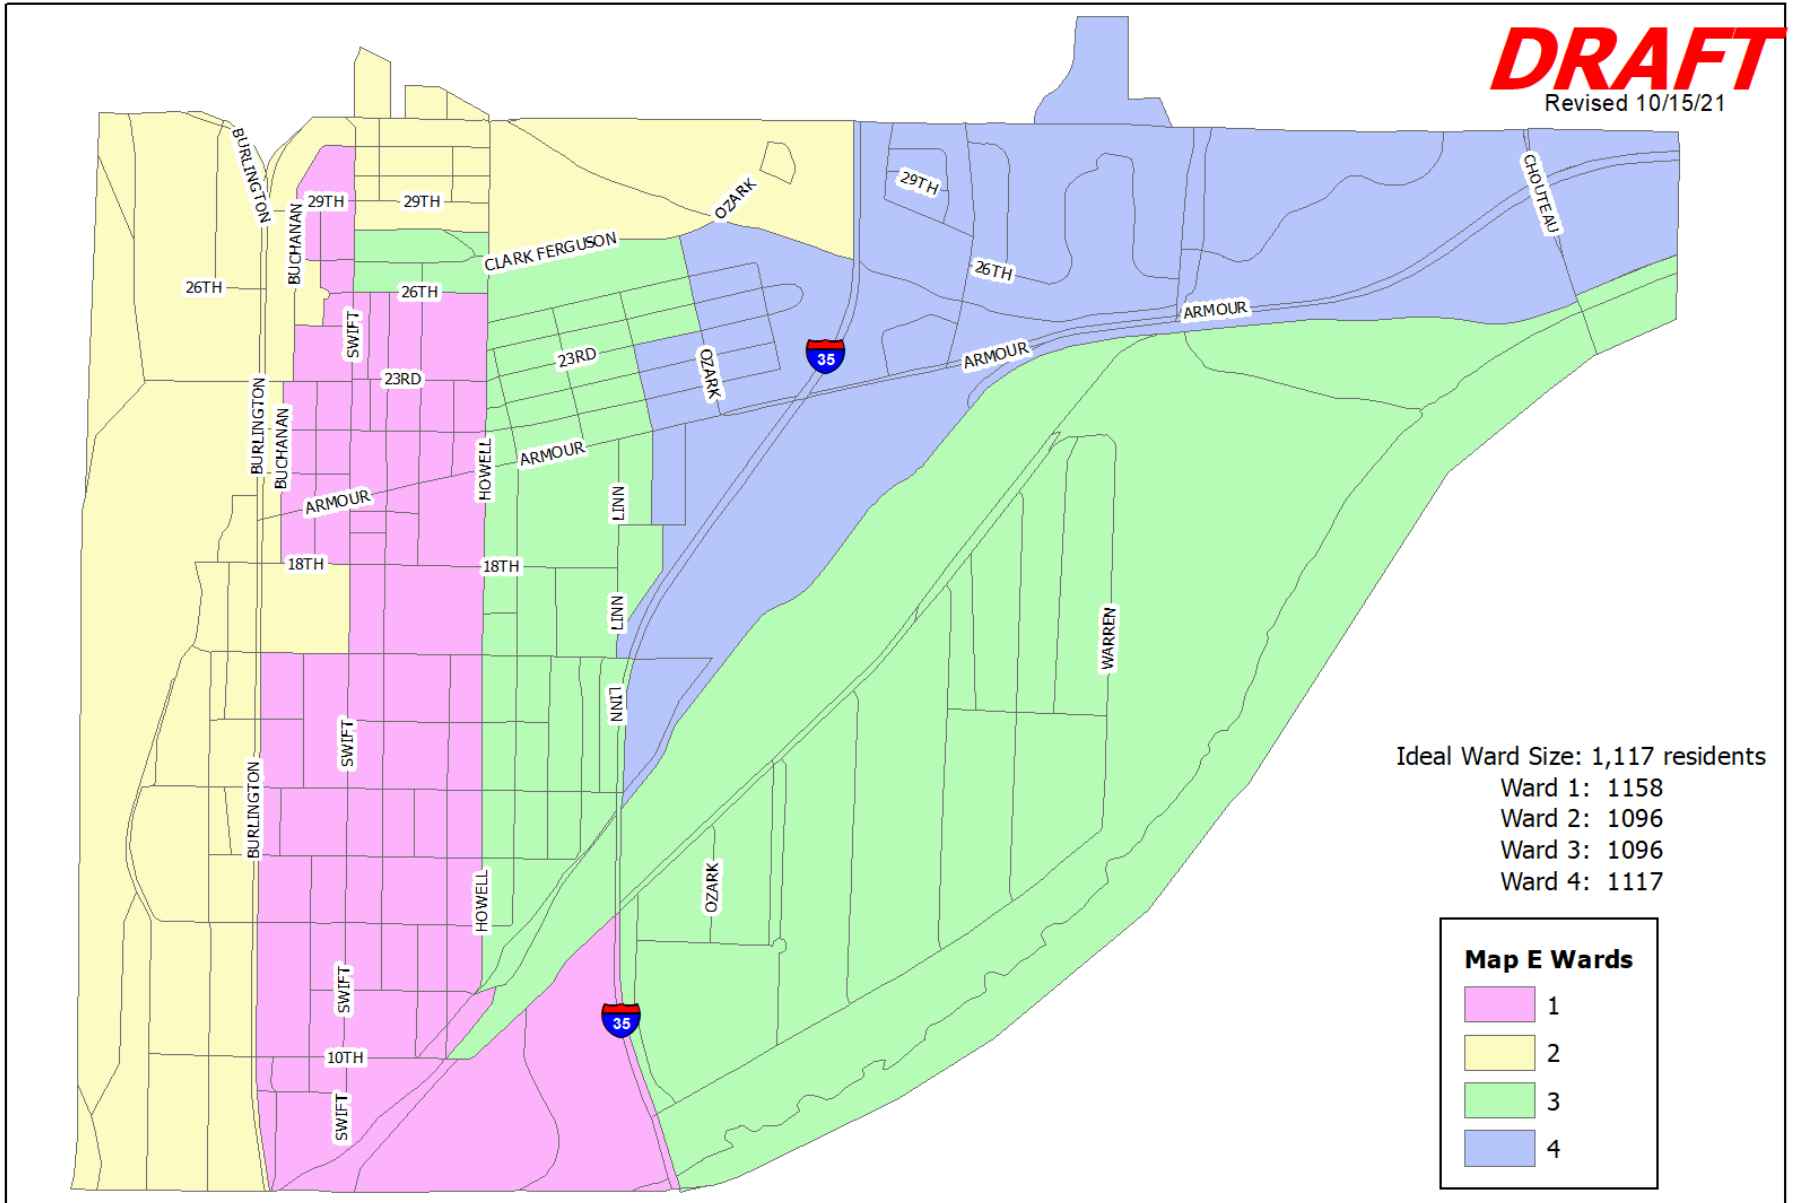 DRAFT
Revised 10/15/21
BURLINGTON
29TH
29TH
BUCHANAN
OZARK
29TH
CHOUTEAU
CLARK FERGUSON
26TH
26TH
26TH
ARMOUR
SWIFT
23RD
23RD
OZARK
35
ARMOUR
BURLINGTON
BUCHANAN
HOWELL
ARMOUR
ARMOUR
LINN
18TH
18TH
LINN
WARREN
LINN
SWIFT
BURLINGTON
Ideal Ward Size: 1,117 residents
Ward 1: 1158
Ward 2: 1096
Ward 3: 1096
Ward 4: 1117
HOWELL
OZARK
SWIFT
35
10TH
SWIFT
Map E Wards
1
2
3
4